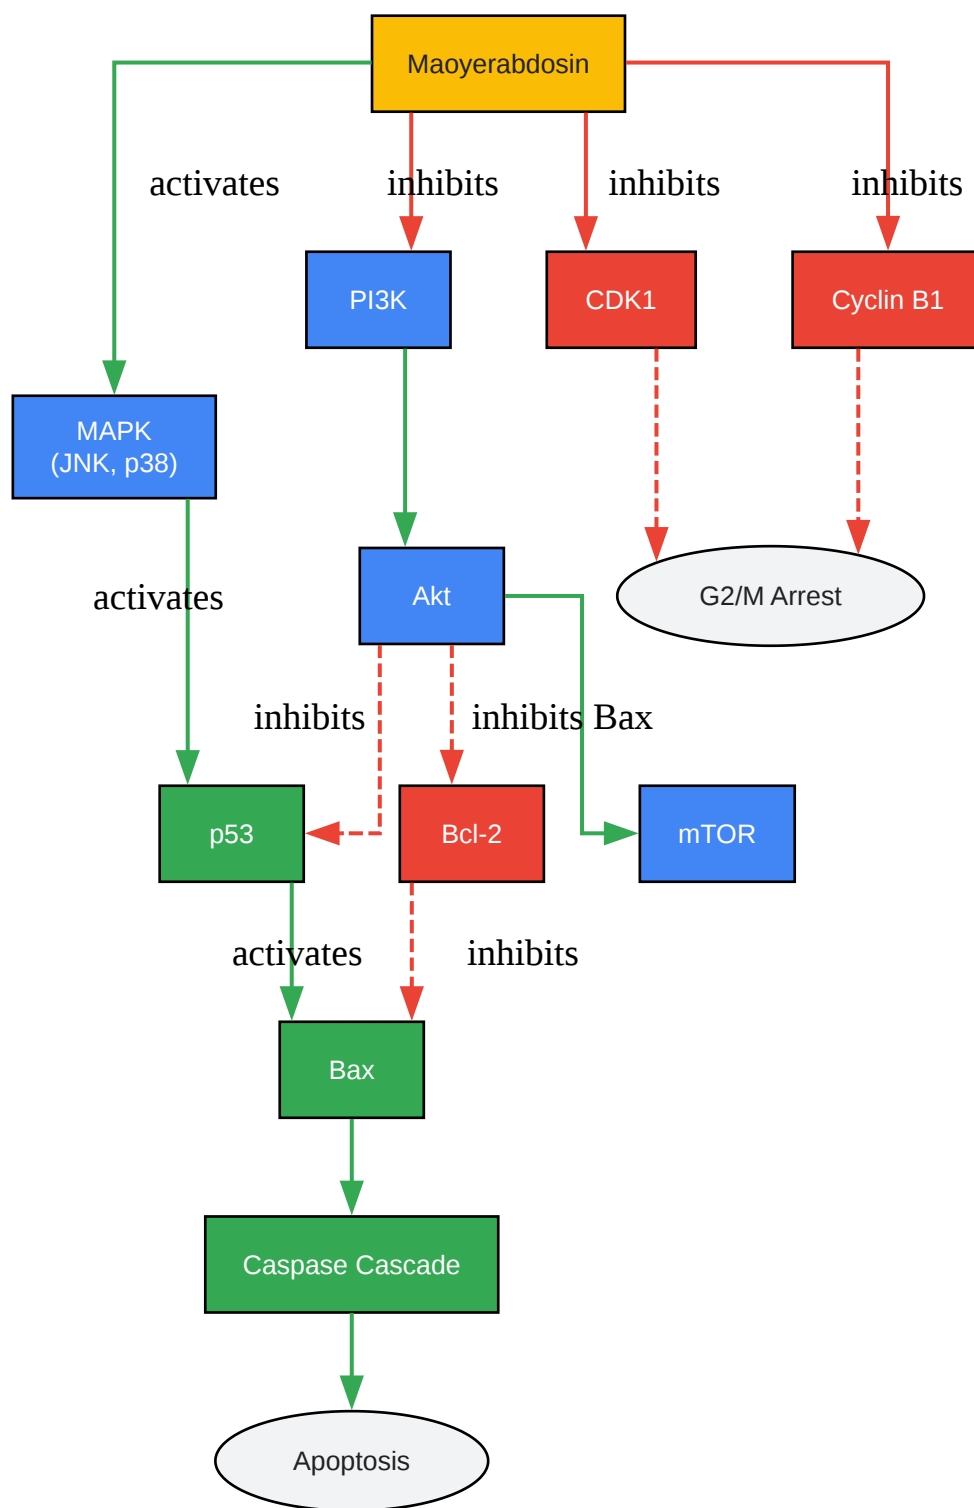 Maoyerabdosin
activates
inhibits
inhibits
inhibits
PI3K
CDK1
Cyclin B1
MAPK
(JNK, p38)
activates
Akt
G2/M Arrest
inhibits
inhibits Bax
p53
Bcl-2
mTOR
activates
inhibits
Bax
Caspase Cascade
Apoptosis